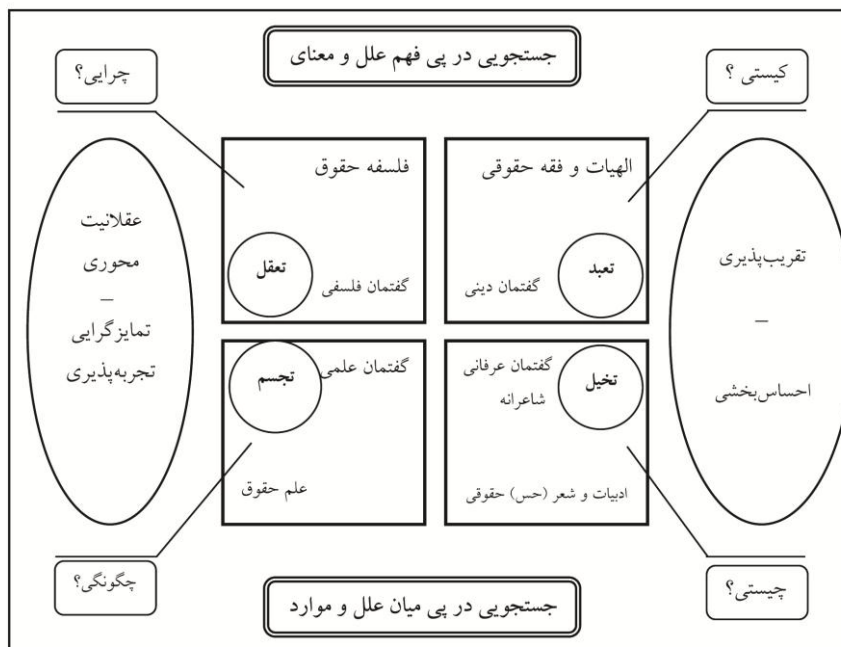 جستجویی در پی فهم علل و معنای
کیستی ؟
چرایی؟
الهیات و فقه حقوقی
تعبد
گفتمان دینی
فلسفه حقوق
تعقل
گفتمان فلسفی
تقریب‌پذیری
–
احساس‌بخشی
عقلانیت
محوری
–
تمایزگرایی
تجربه‌پذیری
تخیل
گفتمان عرفانی
شاعرانه
ادبیات و شعر (حس) حقوقی
گفتمان علمی
تجسم
علم حقوق
چیستی؟
چگونگی؟
جستجویی در پی میان علل و موارد